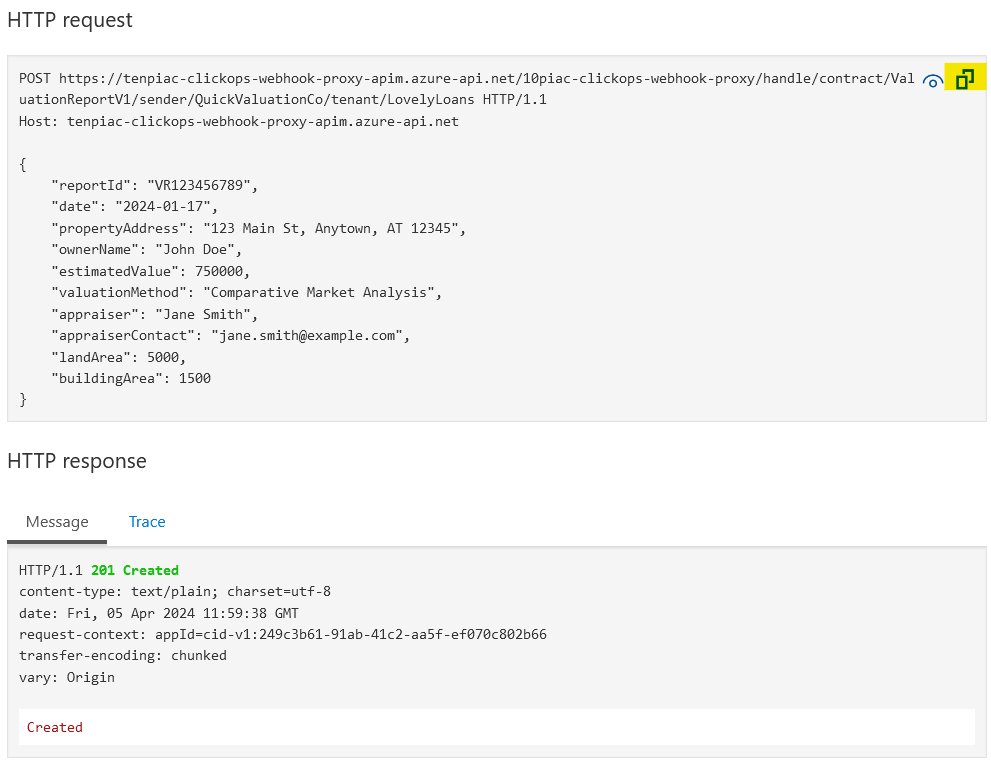 HTTP request
POST https://tenpiac-clickops-webhook-proxy-apim.azure-api.net/10piac-clickops-webhook-proxy/handle/contract/Val
uationReportV1/sender/QuickValuationCo/tenant/LovelyLoans HTTP/1.1
Host: tenpiac-clickops-webhook-proxy-apim.azure-api.net
{
    "reportId": "VR123456789",
    "date": "2024-01-17",
    "propertyAddress": "123 Main St, Anytown, AT 12345",
    "ownerName": "John Doe",
    "estimatedValue": 750000,
    "valuationMethod": "Comparative Market Analysis",
    "appraiser": "Jane Smith",
    "appraiserContact": "jane.smith@example.com",
    "landArea": 5000,
    "buildingArea": 1500
}
HTTP response
Message Trace
HTTP/1.1 201 Created
content-type: text/plain; charset=utf-8
date: Fri, 05 Apr 2024 11:59:38 GMT
request-context: appId=cid-v1:249c3b61-91ab-41c2-aa5f-ef070c802b66
transfer-encoding: chunked
vary: Origin
Created